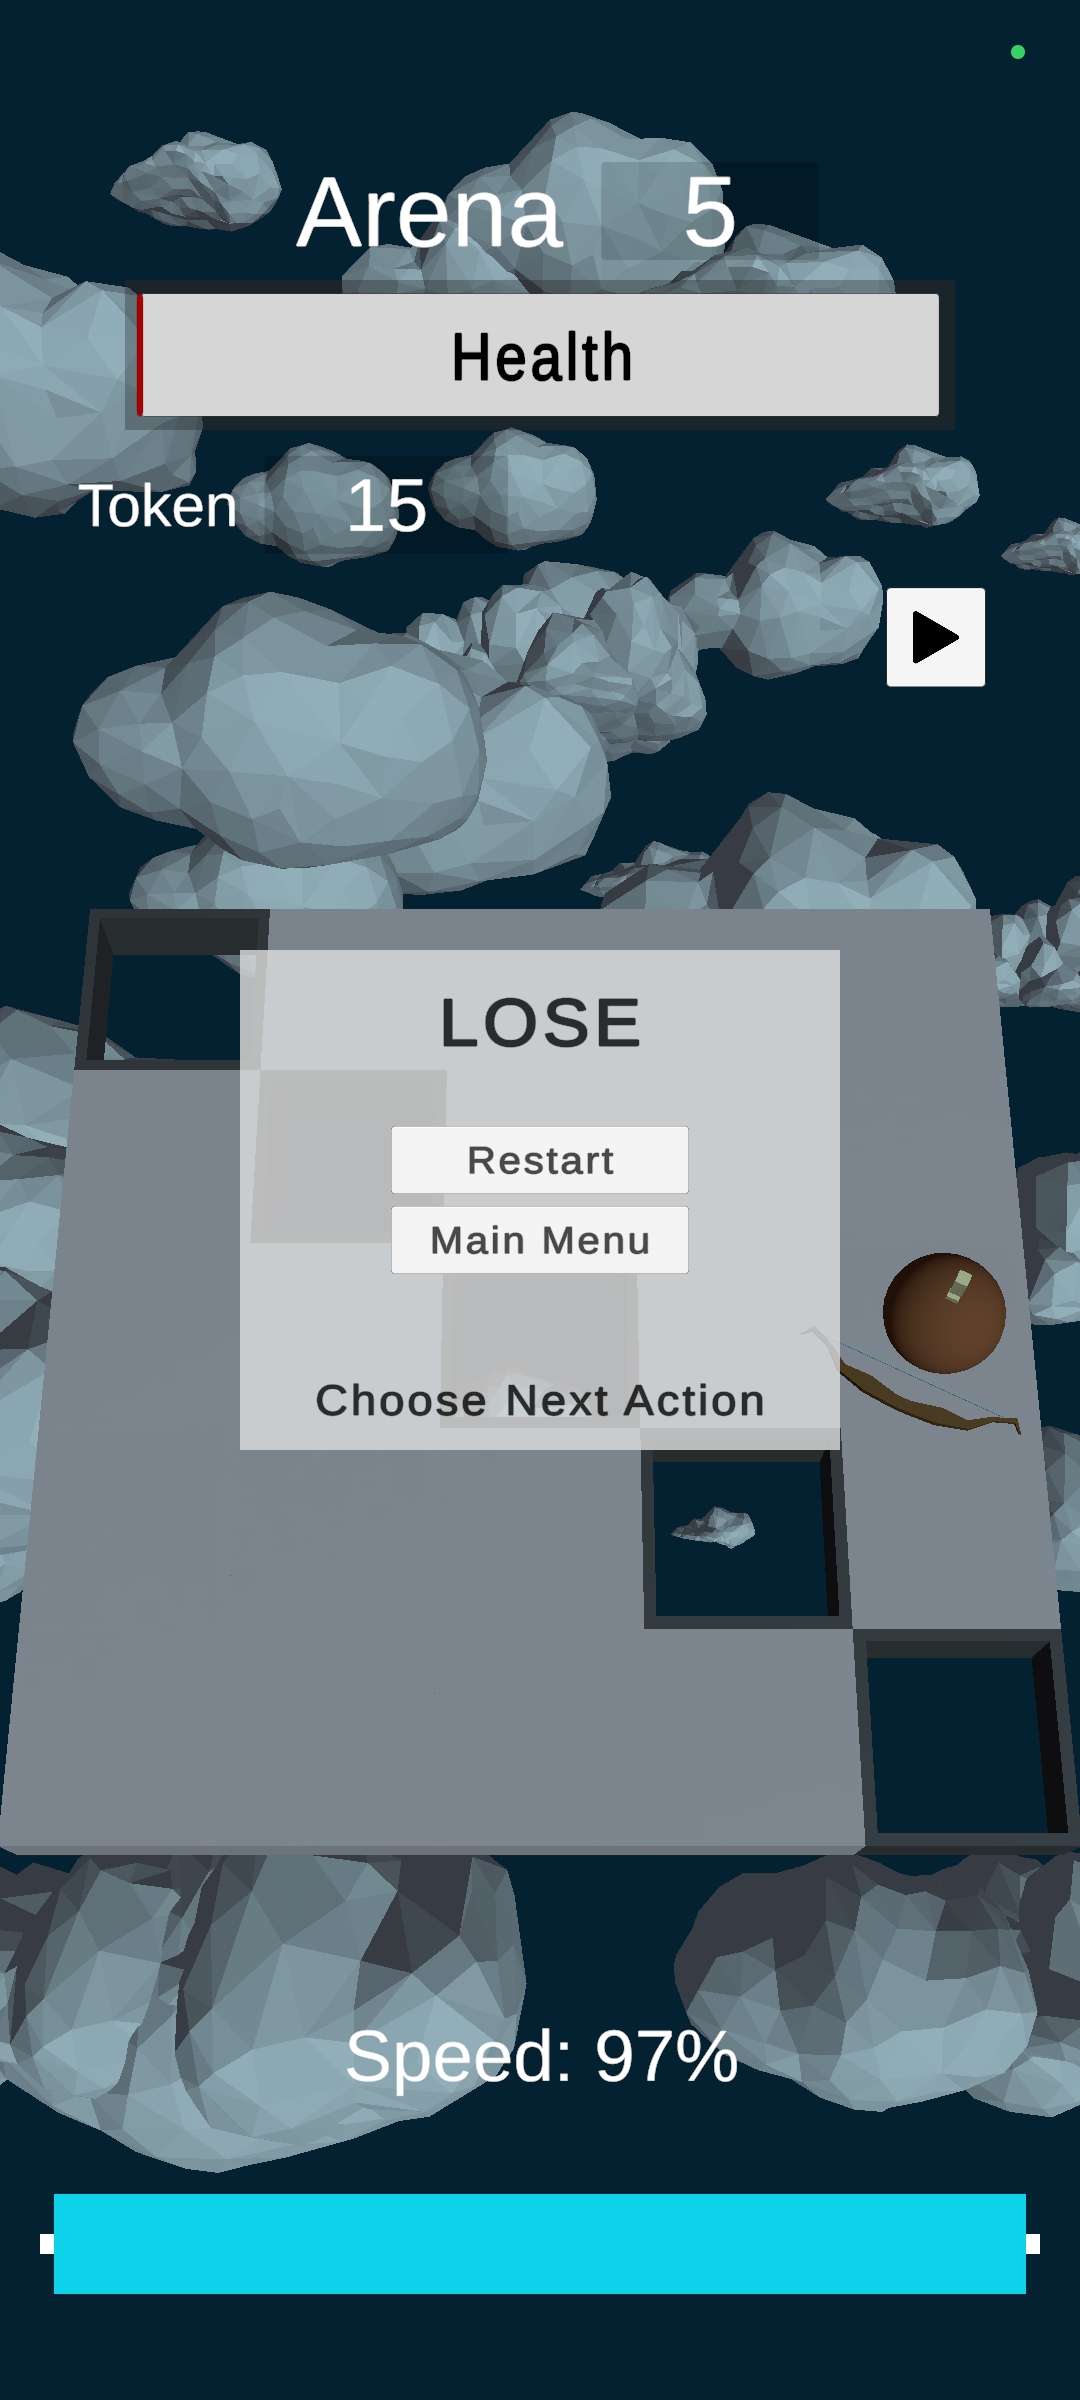 Arena 5
Health
Token 15
LOSE
Restart
Main Menu
Choose Next Action
Speed: 97%